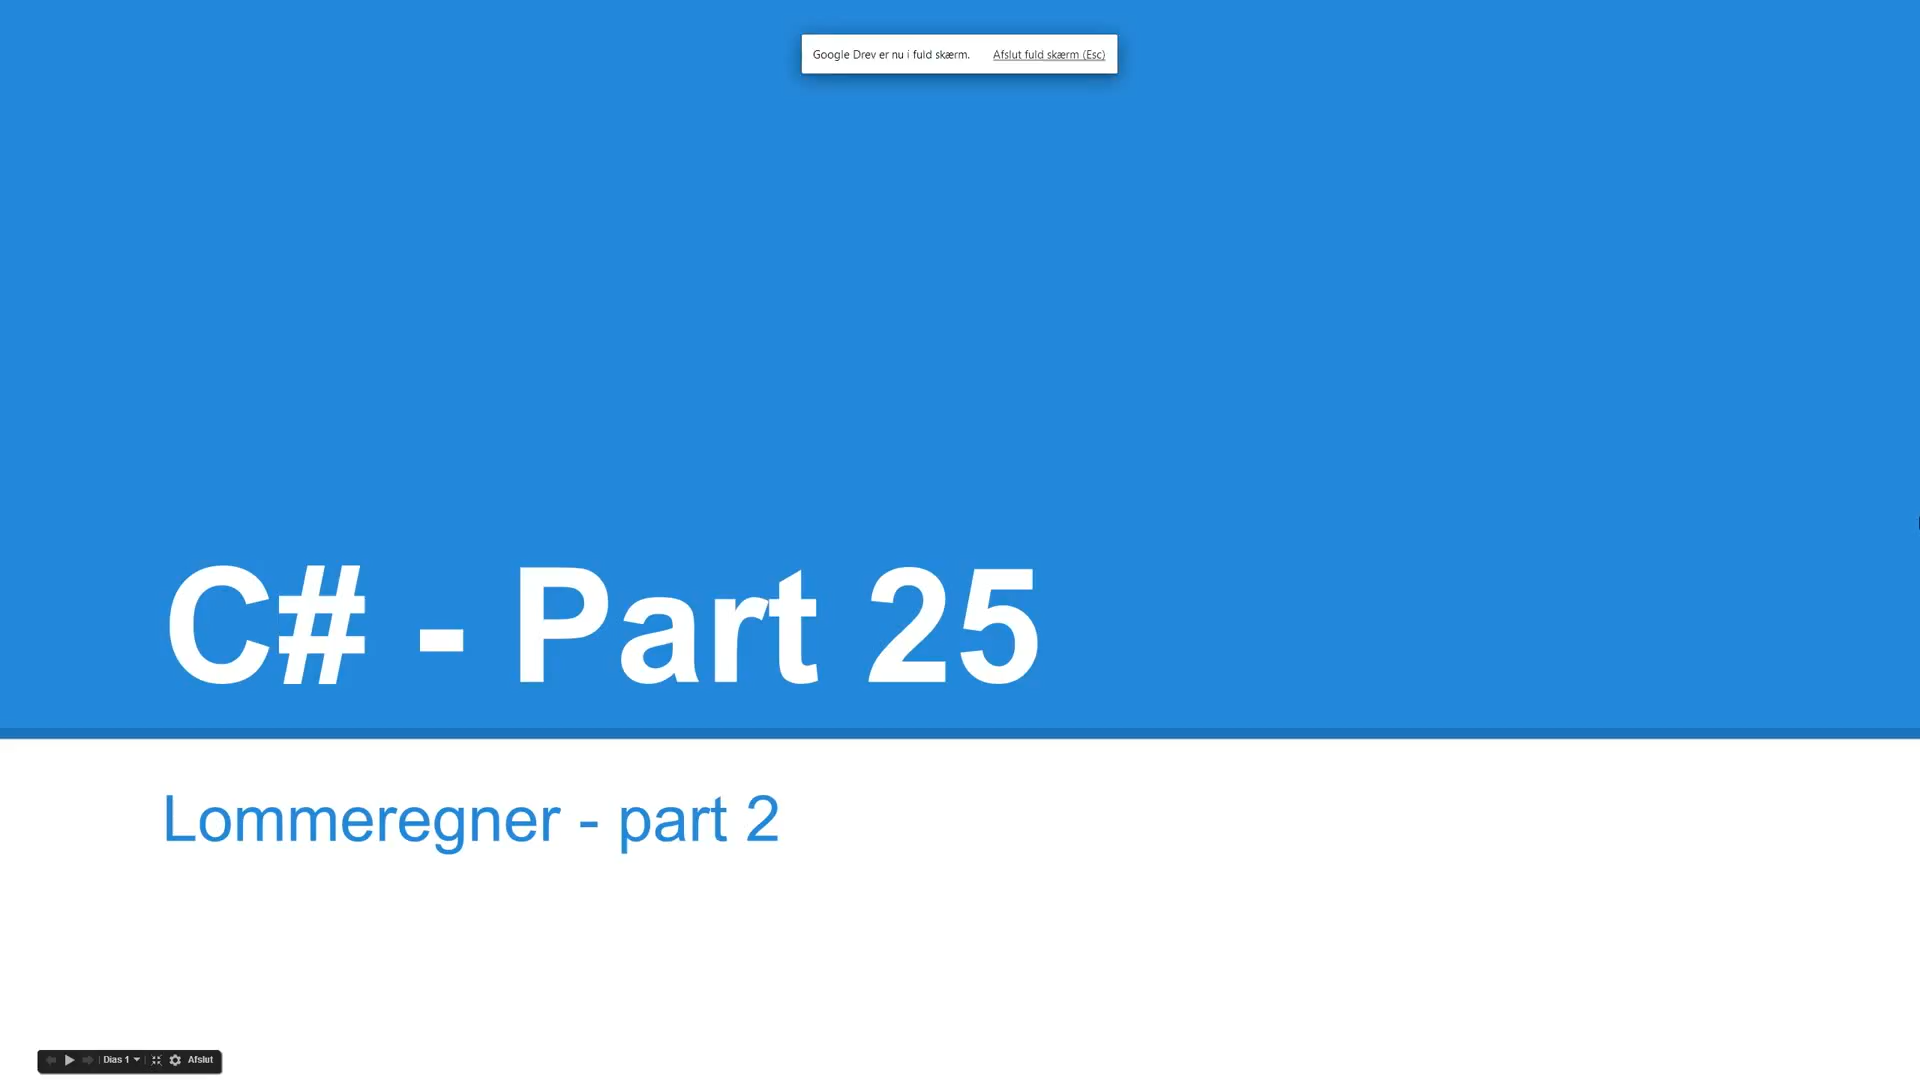 Google Drev er nu i fuld skærm. Afslut fuld skærm (Esc)
C# - Part 25
Lommeregner - part 2
Dias 1 Afslut